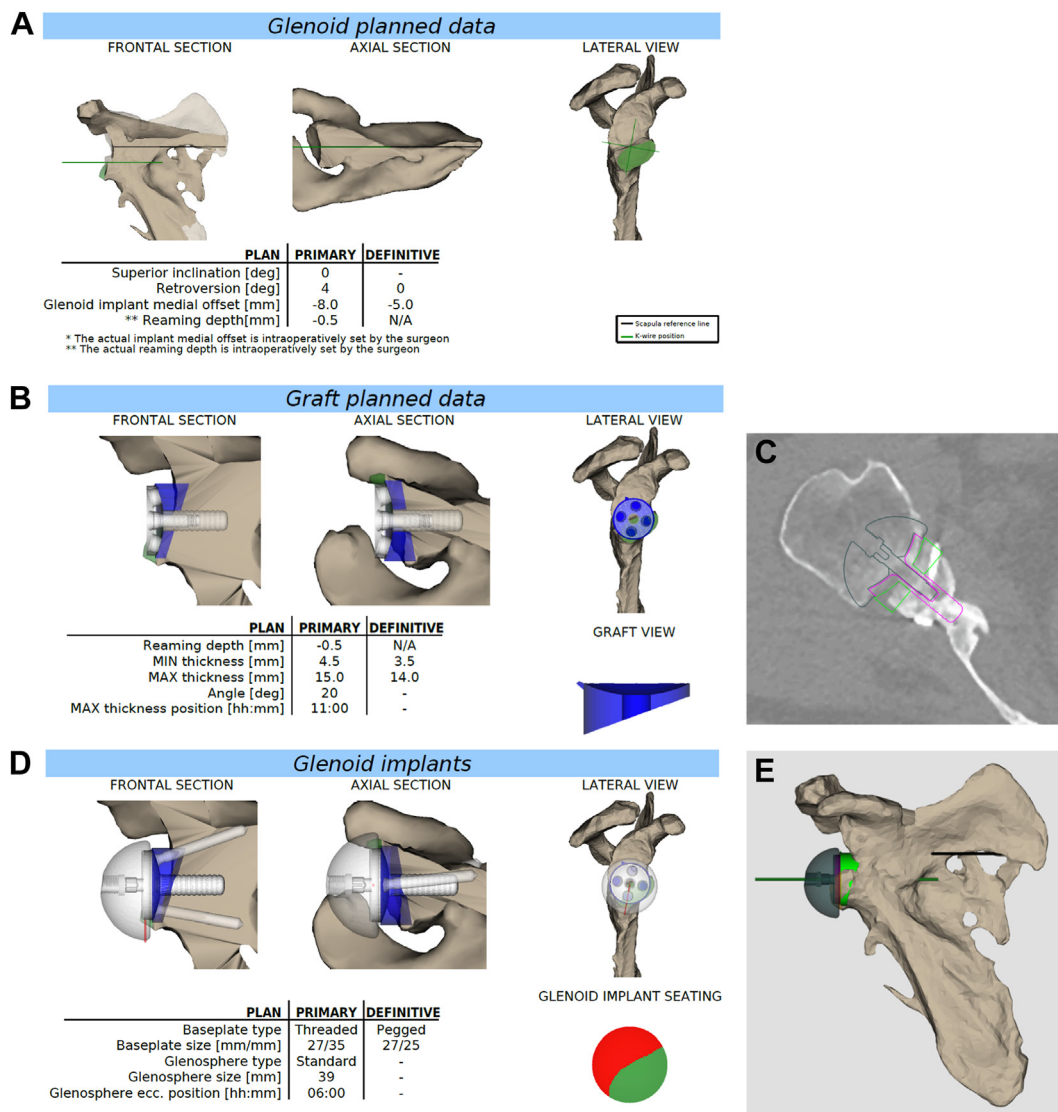 A
Glenoid planned data
FRONTAL SECTION AXIAL SECTION LATERAL VIEW
PLAN PRIMARY DEFINITIVE
Superior inclination [deg] 0 -
Retroversion [deg] 4 0
Glenoid implant medial offset [mm] -8.0 -5.0
** Reaming depth[mm] -0.5 N/A
* The actual implant medial offset is intraoperatively set by the surgeon
** The actual reaming depth is intraoperatively set by the surgeon
Scapula reference line
K-wire position
B
Graft planned data
FRONTAL SECTION AXIAL SECTION LATERAL VIEW
C
PLAN PRIMARY DEFINITIVE
Reaming depth [mm] -0.5 N/A
MIN thickness [mm] 4.5 3.5
MAX thickness [mm] 15.0 14.0
Angle [deg] 20 -
MAX thickness position [hh:mm] 11:00 -
GRAFT VIEW
D
Glenoid implants
FRONTAL SECTION AXIAL SECTION LATERAL VIEW
E
PLAN PRIMARY DEFINITIVE
Baseplate type Threaded Pegged
Baseplate size [mm/mm] 27/35 27/25
Glenosphere type Standard -
Glenosphere size [mm] 39 -
Glenosphere ecc. position [hh:mm] 06:00 -
GLENOID IMPLANT SEATING